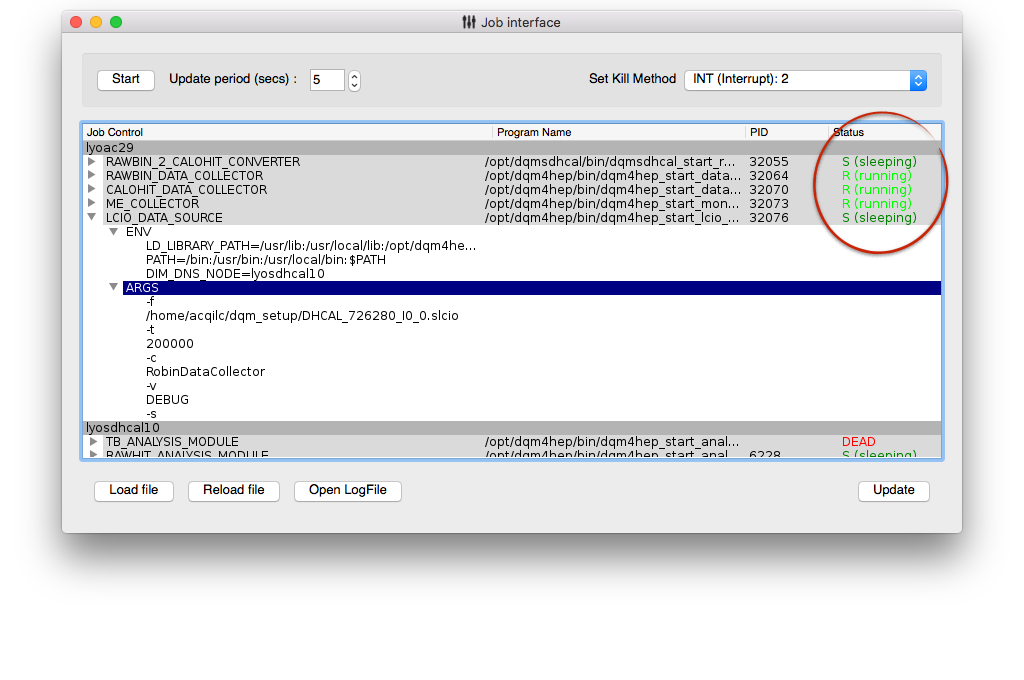 Job interface
Start Update period (secs) : 5 Set Kill Method INT (Interrupt): 2
Job Control Program Name PID Status
lyoac29
RAWBIN_2_CALOHIT_CONVERTER /opt/dqmsdhcal/bin/dqmsdhcal_start_r... 32055 S (sleeping)
RAWBIN_DATA_COLLECTOR /opt/dqm4hep/bin/dqm4hep_start_data... 32064 R (running)
CALOHIT_DATA_COLLECTOR /opt/dqm4hep/bin/dqm4hep_start_data... 32070 R (running)
ME_COLLECTOR /opt/dqm4hep/bin/dqm4hep_start_mon... 32073 R (running)
LCIO_DATA_SOURCE /opt/dqm4hep/bin/dqm4hep_start_lcio_... 32076 S (sleeping)
ENV
LD_LIBRARY_PATH=/usr/lib:/usr/local/lib:/opt/dqm4he...
PATH=/bin:/usr/bin:/usr/local/bin:$PATH
DIM_DNS_NODE=lyosdhcal10
ARGS
-f
/home/acqilc/dqm_setup/DHCAL_726280_I0_0.slcio
-t
200000
-c
RobinDataCollector
-v
DEBUG
-s
lyosdhcal10
TB_ANALYSIS_MODULE /opt/dqm4hep/bin/dqm4hep_start_anal... DEAD
RAWHIT_ANALYSIS_MODULE /opt/dqm4hep/bin/dqm4hep_start_anal... 6228 S (sleeping)
Load file Reload file Open LogFile Update